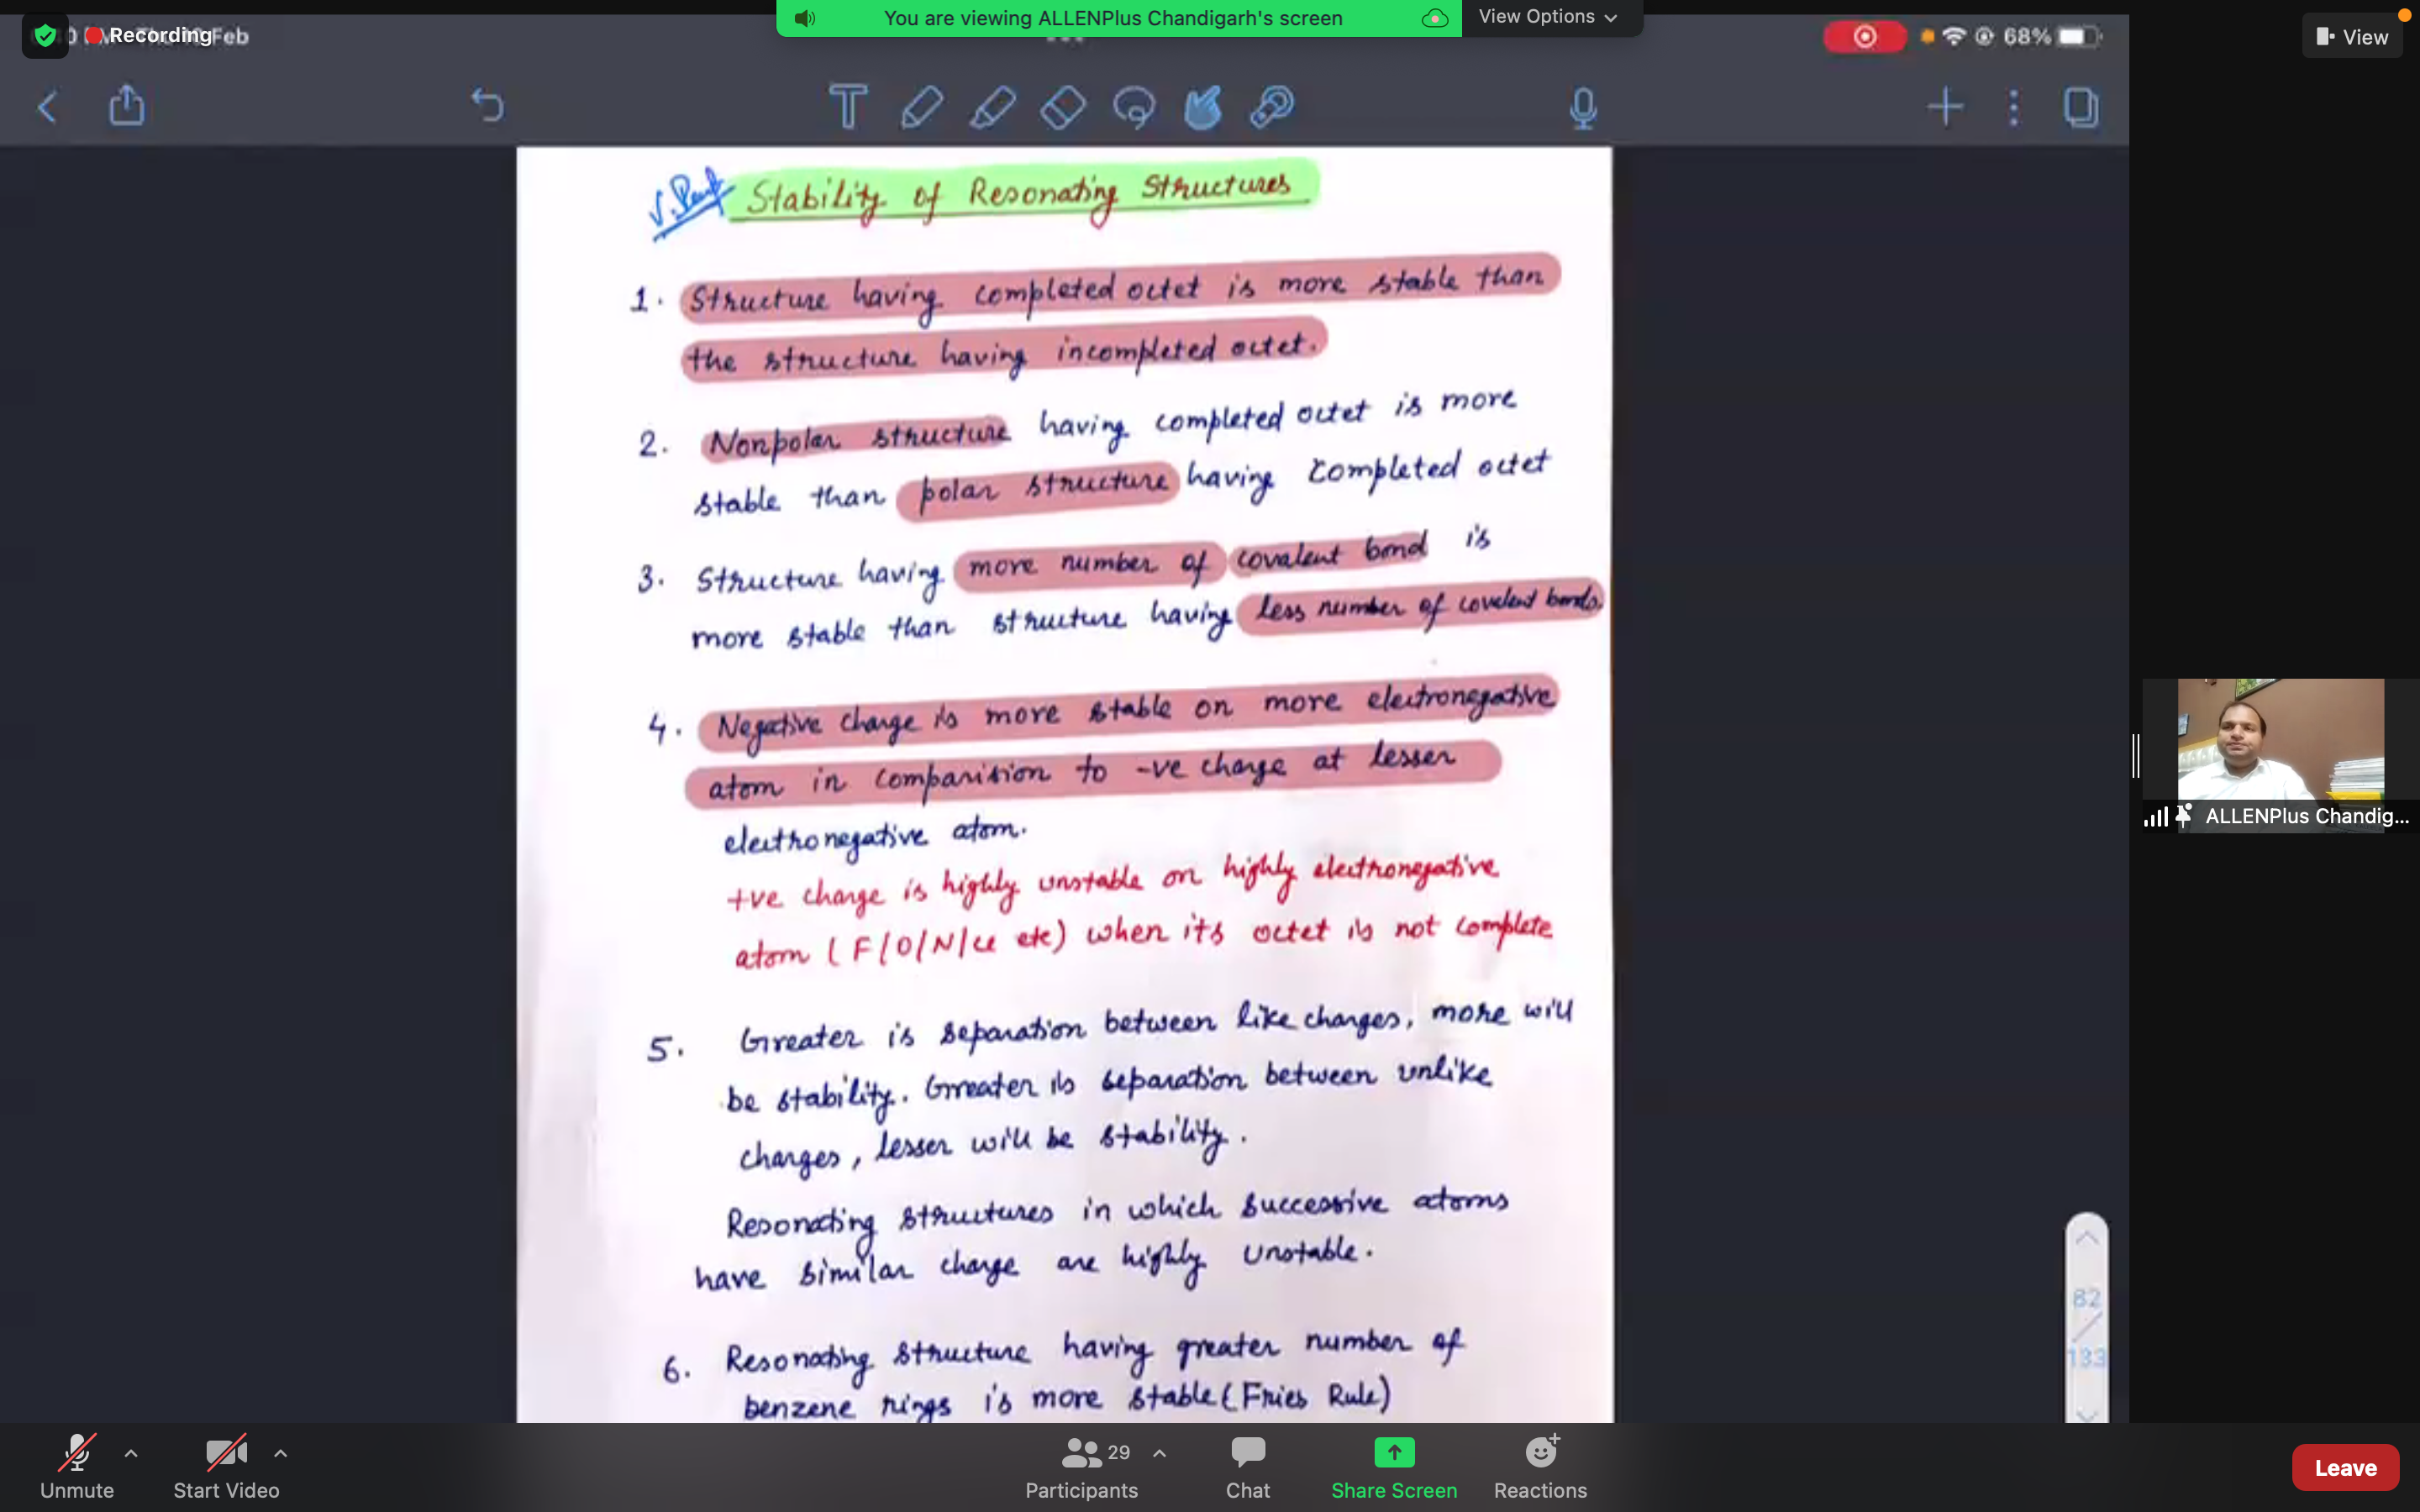 You are viewing ALLENPlus Chandigarh's screen
View Options
Recording
Feb
68%
View
Stability of Resonating Structures
1. Structure having completed octet is more stable than
the structure having incompleted octet.
2. Nonpolar structure having completed octet is more
stable than polar structure having completed octet
3. Structure having more number of covalent bond is
more stable than structure having less number of covalent bonds.
4. Negative charge is more stable on more electronegative
atom in comparision to -ve charge at lesser
electronegative atom.
+ve charge is highly unstable on highly electronegative
atom ( F/O/N/Cl etc) when its octet is not complete
5. Greater is separation between like charges, more will
be stability. Greater is separation between unlike
charges, lesser will be stability.
Resonating structures in which successive atoms
have similar charge are highly unstable.
6. Resonating structure having greater number of
benzene rings is more stable (Fries Rule)
82
133
ALLENPlus Chandig...
Unmute
Start Video
29
Participants
Chat
Share Screen
Reactions
Leave